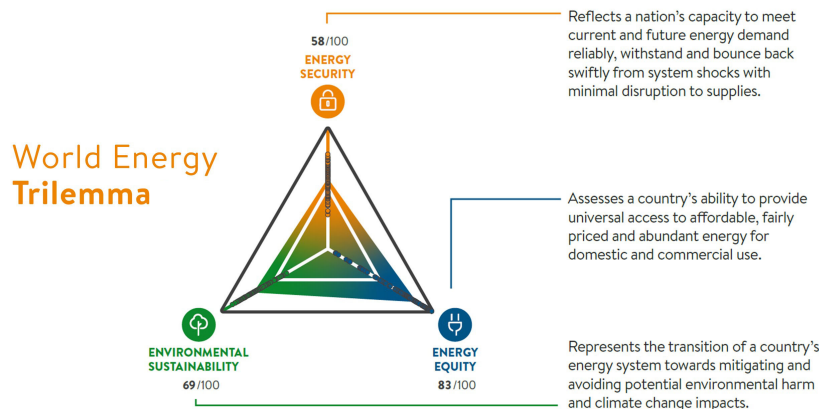 58/100
ENERGY
SECURITY
Reflects a nation's capacity to meet
current and future energy demand
reliably, withstand and bounce back
swiftly from system shocks with
minimal disruption to supplies.
World Energy
Trilemma
Assesses a country's ability to provide
universal access to affordable, fairly
priced and abundant energy for
domestic and commercial use.
ENVIRONMENTAL
SUSTAINABILITY
69/100
ENERGY
EQUITY
83/100
Represents the transition of a country's
energy system towards mitigating and
avoiding potential environmental harm
and climate change impacts.